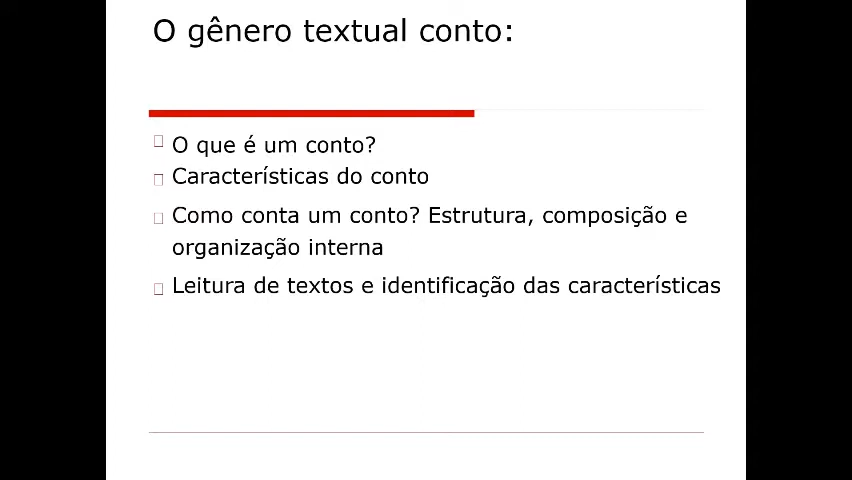 O gênero textual conto:
O que é um conto?
Características do conto
Como conta um conto? Estrutura, composição e
organização interna
Leitura de textos e identificação das características